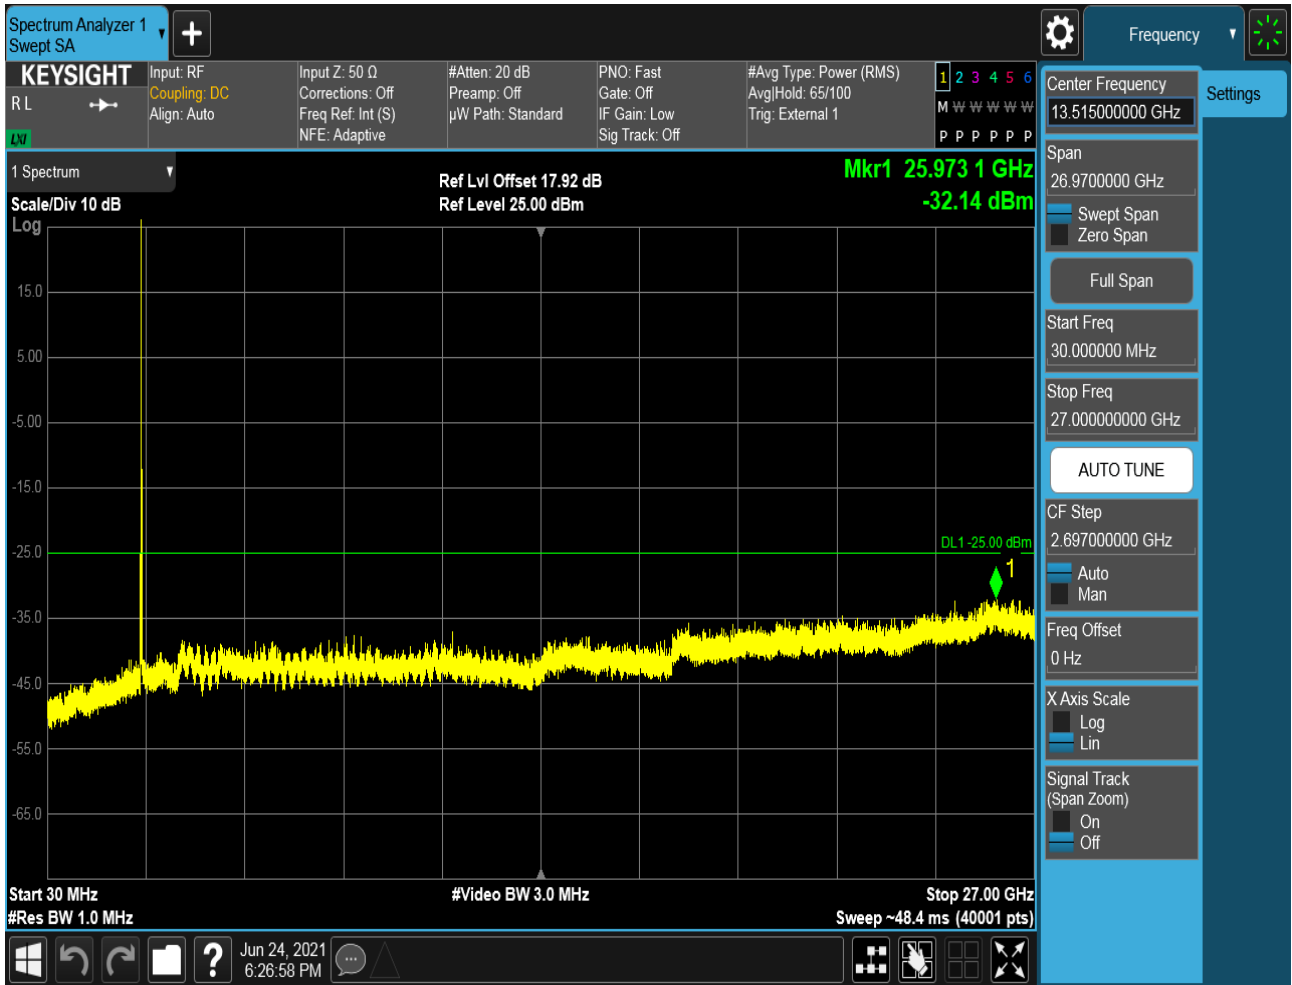 Spectrum Analyzer 1
Swept SA
Frequency
KEYSIGHT
R L
LXI
Input: RF
Coupling: DC
Align: Auto
Input Z: 50 Ω
Corrections: Off
Freq Ref: Int (S)
NFE: Adaptive
#Atten: 20 dB
Preamp: Off
µW Path: Standard
PNO: Fast
Gate: Off
IF Gain: Low
Sig Track: Off
#Avg Type: Power (RMS)
Avg|Hold: 65/100
Trig: External 1
1 2 3 4 5 6
M W W W W W
P P P P P P
1 Spectrum
Scale/Div 10 dB
Log
Ref Lvl Offset 17.92 dB
Ref Level 25.00 dBm
Mkr1 25.973 1 GHz
-32.14 dBm
15.0
5.00
-5.00
-15.0
-25.0
-35.0
-45.0
-55.0
-65.0
DL1 -25.00 dBm
1
Start 30 MHz
#Res BW 1.0 MHz
#Video BW 3.0 MHz
Stop 27.00 GHz
Sweep ~48.4 ms (40001 pts)
Center Frequency
13.515000000 GHz
Settings
Span
26.9700000 GHz
Swept Span
Zero Span
Full Span
Start Freq
30.000000 MHz
Stop Freq
27.000000000 GHz
AUTO TUNE
CF Step
2.697000000 GHz
Auto
Man
Freq Offset
0 Hz
X Axis Scale
Log
Lin
Signal Track
(Span Zoom)
On
Off
?
Jun 24, 2021
6:26:58 PM